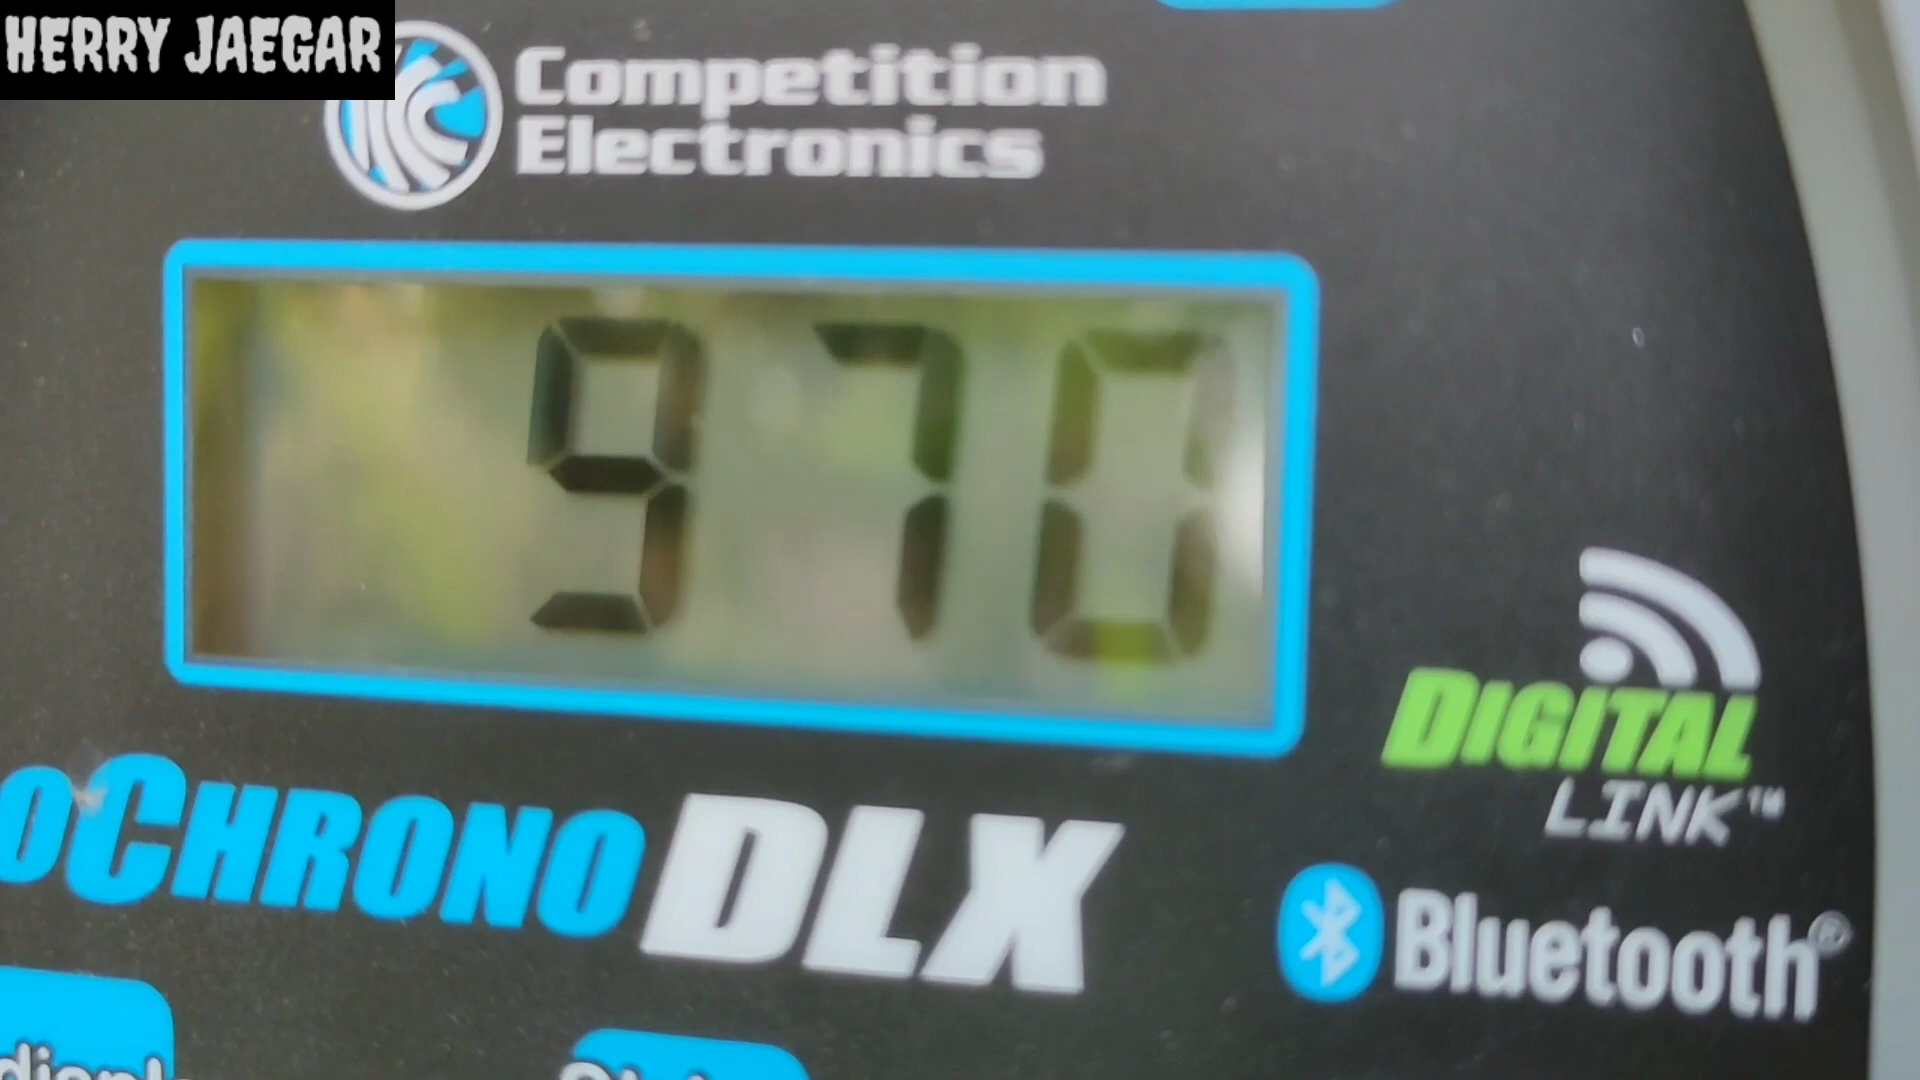 HERRY JAEGAR
Competition
Electronics
970
DIGITAL
LINK™
oCHRONO DLX
Bluetooth®